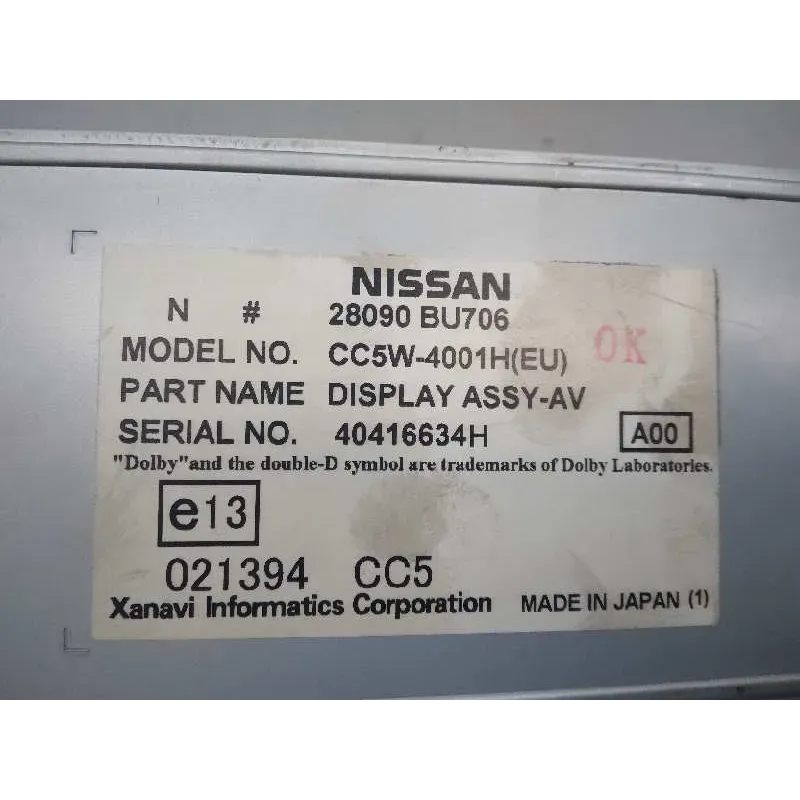 NISSAN
N # 28090 BU706
OK
MODEL NO. CC5W-4001H(EU)
PART NAME DISPLAY ASSY-AV
SERIAL NO. 40416634H A00
"Dolby"and the double-D symbol are trademarks of Dolby Laboratories.
e13
021394 CC5
Xanavi Informatics Corporation MADE IN JAPAN (1)